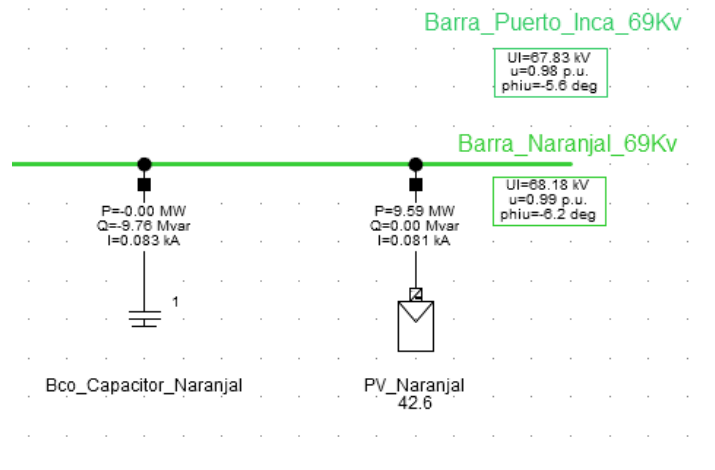 Barra_Puerto_Inca_69Kv
Ul=67.83 kV
u=0.98 p.u.
phiu=-5.6 deg
Barra_Naranjal_69Kv
Ul=68.18 kV
u=0.99 p.u.
phiu=-6.2 deg
P=-0.00 MW
Q=-9.76 Mvar
I=0.083 kA
P=9.59 MW
Q=0.00 Mvar
I=0.081 kA
1
Bco_Capacitor_Naranjal
PV_Naranjal
42.6